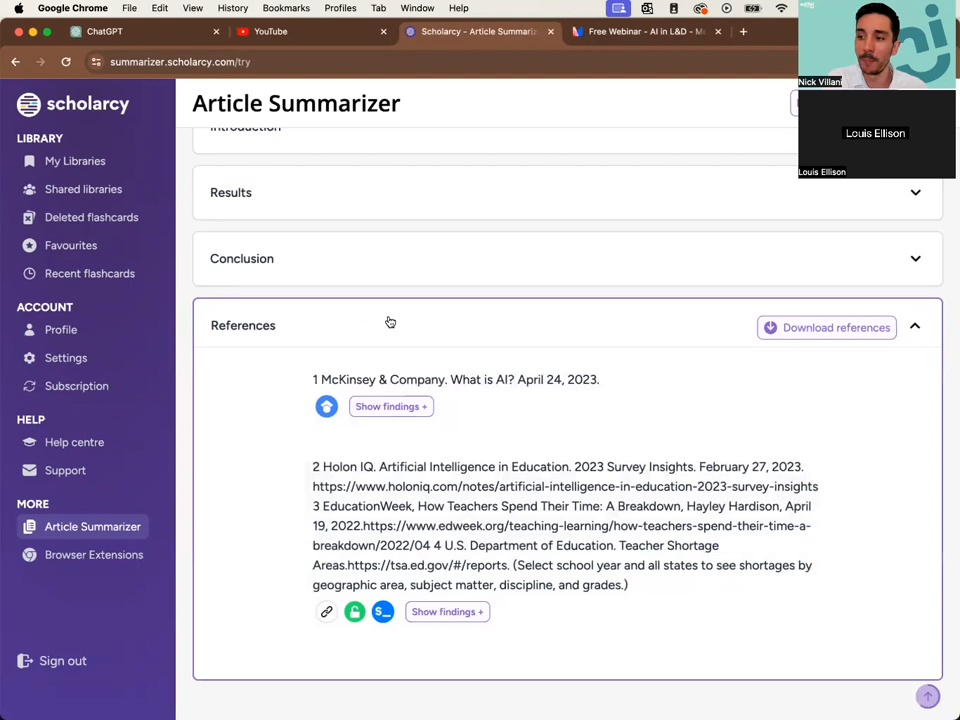 Google Chrome File Edit View History Bookmarks Profiles Tab Window Help
ChatGPT YouTube Scholarcy - Article Summariz Free Webinar - AI in L&D - M
summarizer.scholarcy.com/try
Nick Villani
Louis Ellison
Louis Ellison
scholarcy
LIBRARY
My Libraries
Shared libraries
Deleted flashcards
Favourites
Recent flashcards
ACCOUNT
Profile
Settings
Subscription
HELP
Help centre
Support
MORE
Article Summarizer
Browser Extensions
Sign out
Article Summarizer
Introduction
Results
Conclusion
References
Download references
1 McKinsey & Company. What is AI? April 24, 2023.
Show findings +
2 Holon IQ. Artificial Intelligence in Education. 2023 Survey Insights. February 27, 2023.
https://www.holoniq.com/notes/artificial-intelligence-in-education-2023-survey-insights
3 EducationWeek, How Teachers Spend Their Time: A Breakdown, Hayley Hardison, April
19, 2022.https://www.edweek.org/teaching-learning/how-teachers-spend-their-time-a-
breakdown/2022/04 4 U.S. Department of Education. Teacher Shortage
Areas.https://tsa.ed.gov/#/reports. (Select school year and all states to see shortages by
geographic area, subject matter, discipline, and grades.)
Show findings +